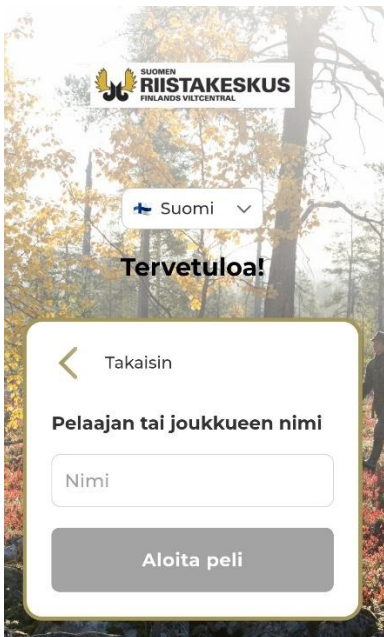 SUOMEN
RIISTAKESKUS
FINLANDS VILTCENTRAL
Suomi
Tervetuloa!
Takaisin
Pelaajan tai joukkueen nimi
Nimi
Aloita peli